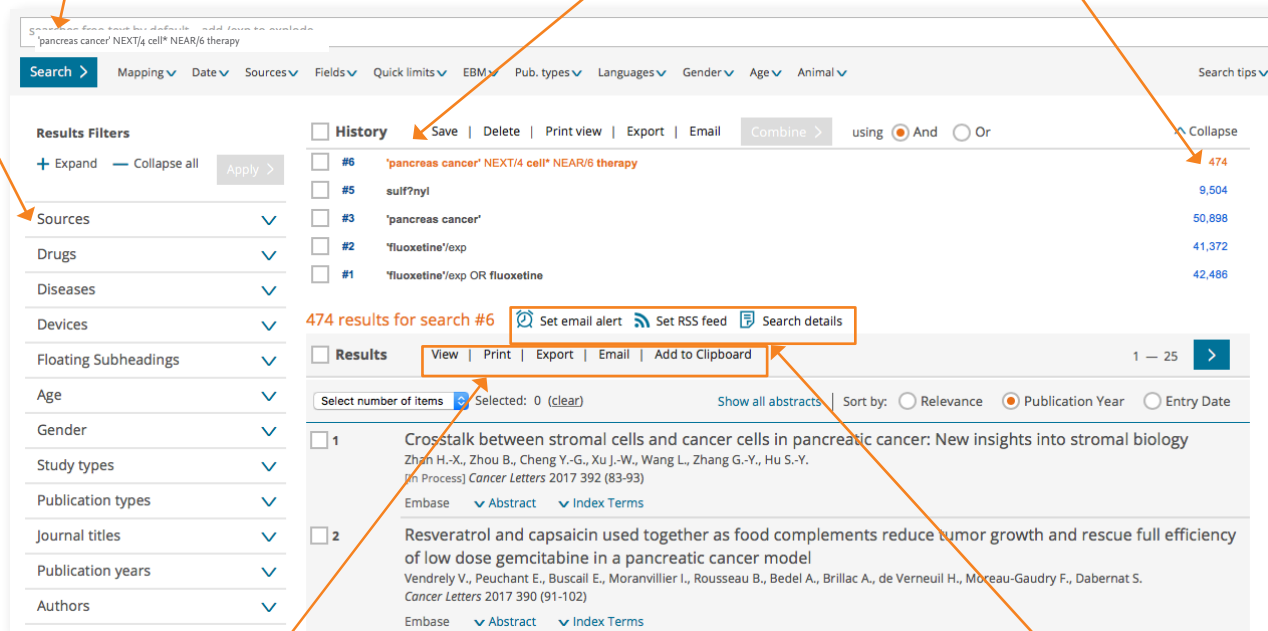 searches free text by default - add /exp to explode
'pancreas cancer' NEXT/4 cell* NEAR/6 therapy
Search > Mapping Date Sources Fields Quick limits EBM Pub. types Languages Gender Age Animal Search tips
Results Filters
+ Expand — Collapse all Apply >
Sources
Drugs
Diseases
Devices
Floating Subheadings
Age
Gender
Study types
Publication types
Journal titles
Publication years
Authors
History Save | Delete | Print view | Export | Email Combine > using And Or Collapse
#6 'pancreas cancer' NEXT/4 cell* NEAR/6 therapy 474
#5 sulf?nyl 9,504
#3 'pancreas cancer' 50,898
#2 'fluoxetine'/exp 41,372
#1 'fluoxetine'/exp OR fluoxetine 42,486
474 results for search #6 Set email alert Set RSS feed Search details
Results View | Print | Export | Email | Add to Clipboard 1 — 25 >
Select number of items Selected: 0 (clear) Show all abstracts | Sort by: Relevance Publication Year Entry Date
1 Crosstalk between stromal cells and cancer cells in pancreatic cancer: New insights into stromal biology
Zhan H.-X., Zhou B., Cheng Y.-G., Xu J.-W., Wang L., Zhang G.-Y., Hu S.-Y.
[In Process] Cancer Letters 2017 392 (83-93)
Embase Abstract Index Terms
2 Resveratrol and capsaicin used together as food complements reduce tumor growth and rescue full efficiency
of low dose gemcitabine in a pancreatic cancer model
Vendrely V., Peuchant E., Buscail E., Moranvillier I., Rousseau B., Bedel A., Brillac A., de Verneuil H., Moreau-Gaudry F., Dabernat S.
Cancer Letters 2017 390 (91-102)
Embase Abstract Index Terms